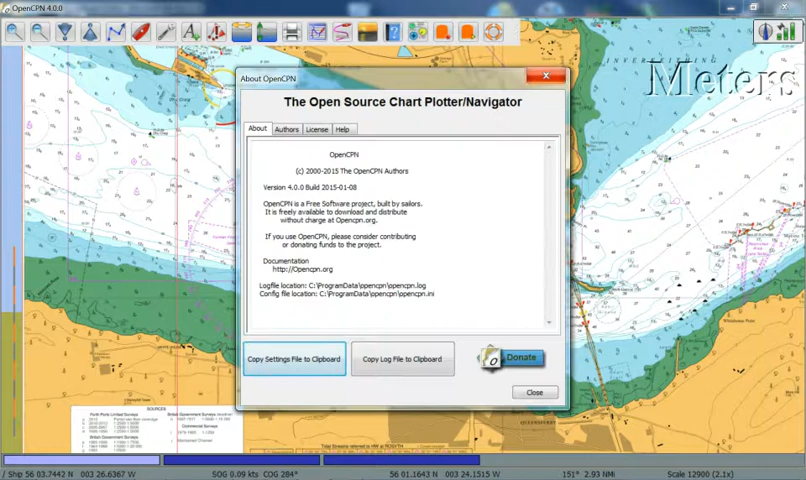 OpenCPN 4.0.0
Meters
About OpenCPN
The Open Source Chart Plotter/Navigator
About Authors License Help
OpenCPN
(c) 2000-2015 The OpenCPN Authors
Version 4.0.0 Build 2015-01-08
OpenCPN is a Free Software project, built by sailors.
It is freely available to download and distribute
without charge at Opencpn.org.
If you use OpenCPN, please consider contributing
or donating funds to the project.
Documentation
http://Opencpn.org
Logfile location: C:\ProgramData\opencpn\opencpn.log
Config file location: C:\ProgramData\opencpn\opencpn.ini
Copy Settings File to Clipboard
Copy Log File to Clipboard
Donate
Close
SOURCES
Ship 56 03.7442 N 003 26.6367 W SOG 0.09 kts COG 284° 56 01.1643 N 003 24.1515 W 151° 2.93 NMi Scale 12900 (2.1x)